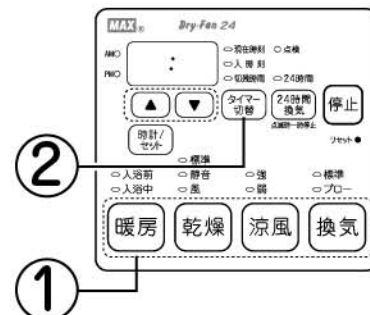 MAX® Dry-Fan 24
AM○
PM○
:
○現在時刻 ○点検
○入房刻
○切換時間 ○24時間
▲ ▼
タイマー切替
24時間換気
点滅時一時停止
停止
リセット●
時計/セット
②
○標準
○入浴前 ○静音 ○強 ○標準
○入浴中 ○風 ○弱 ○ブロー
暖房 乾燥 涼風 換気
①